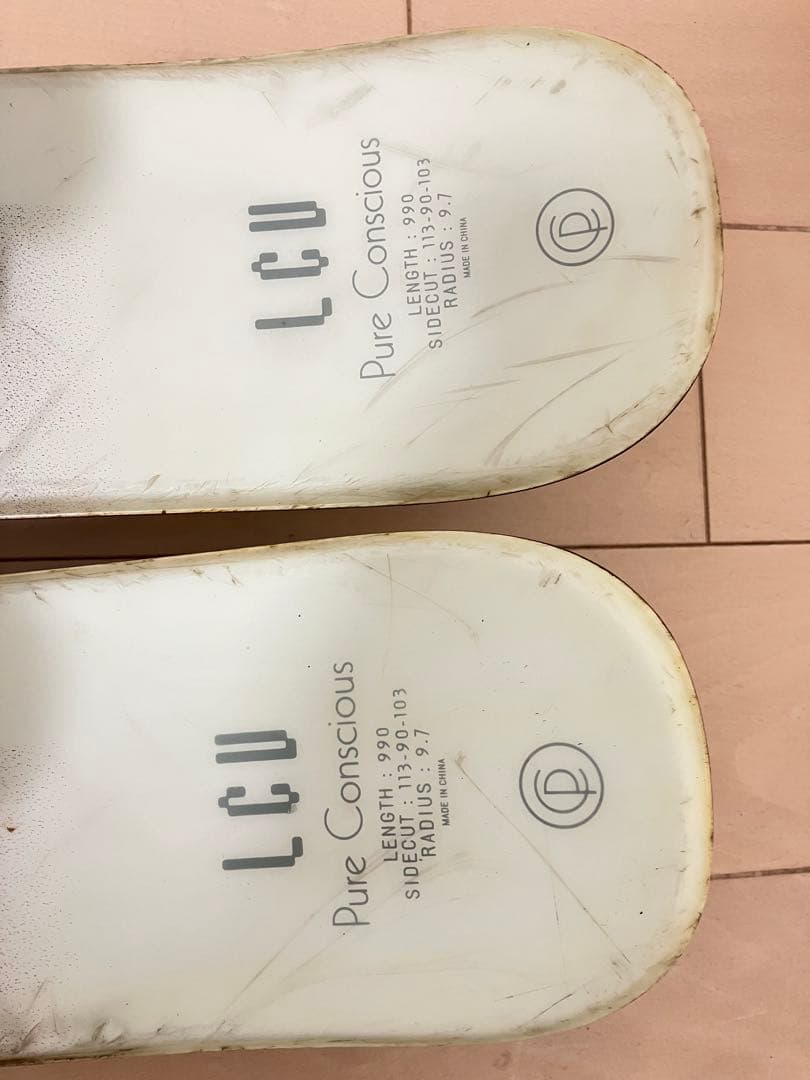 LCU
Pure Conscious
LENGTH : 990
SIDECUT : 113-90-103
RADIUS : 9.7
MADE IN CHINA
LCU
Pure Conscious
LENGTH : 990
SIDECUT : 113-90-103
RADIUS : 9.7
MADE IN CHINA